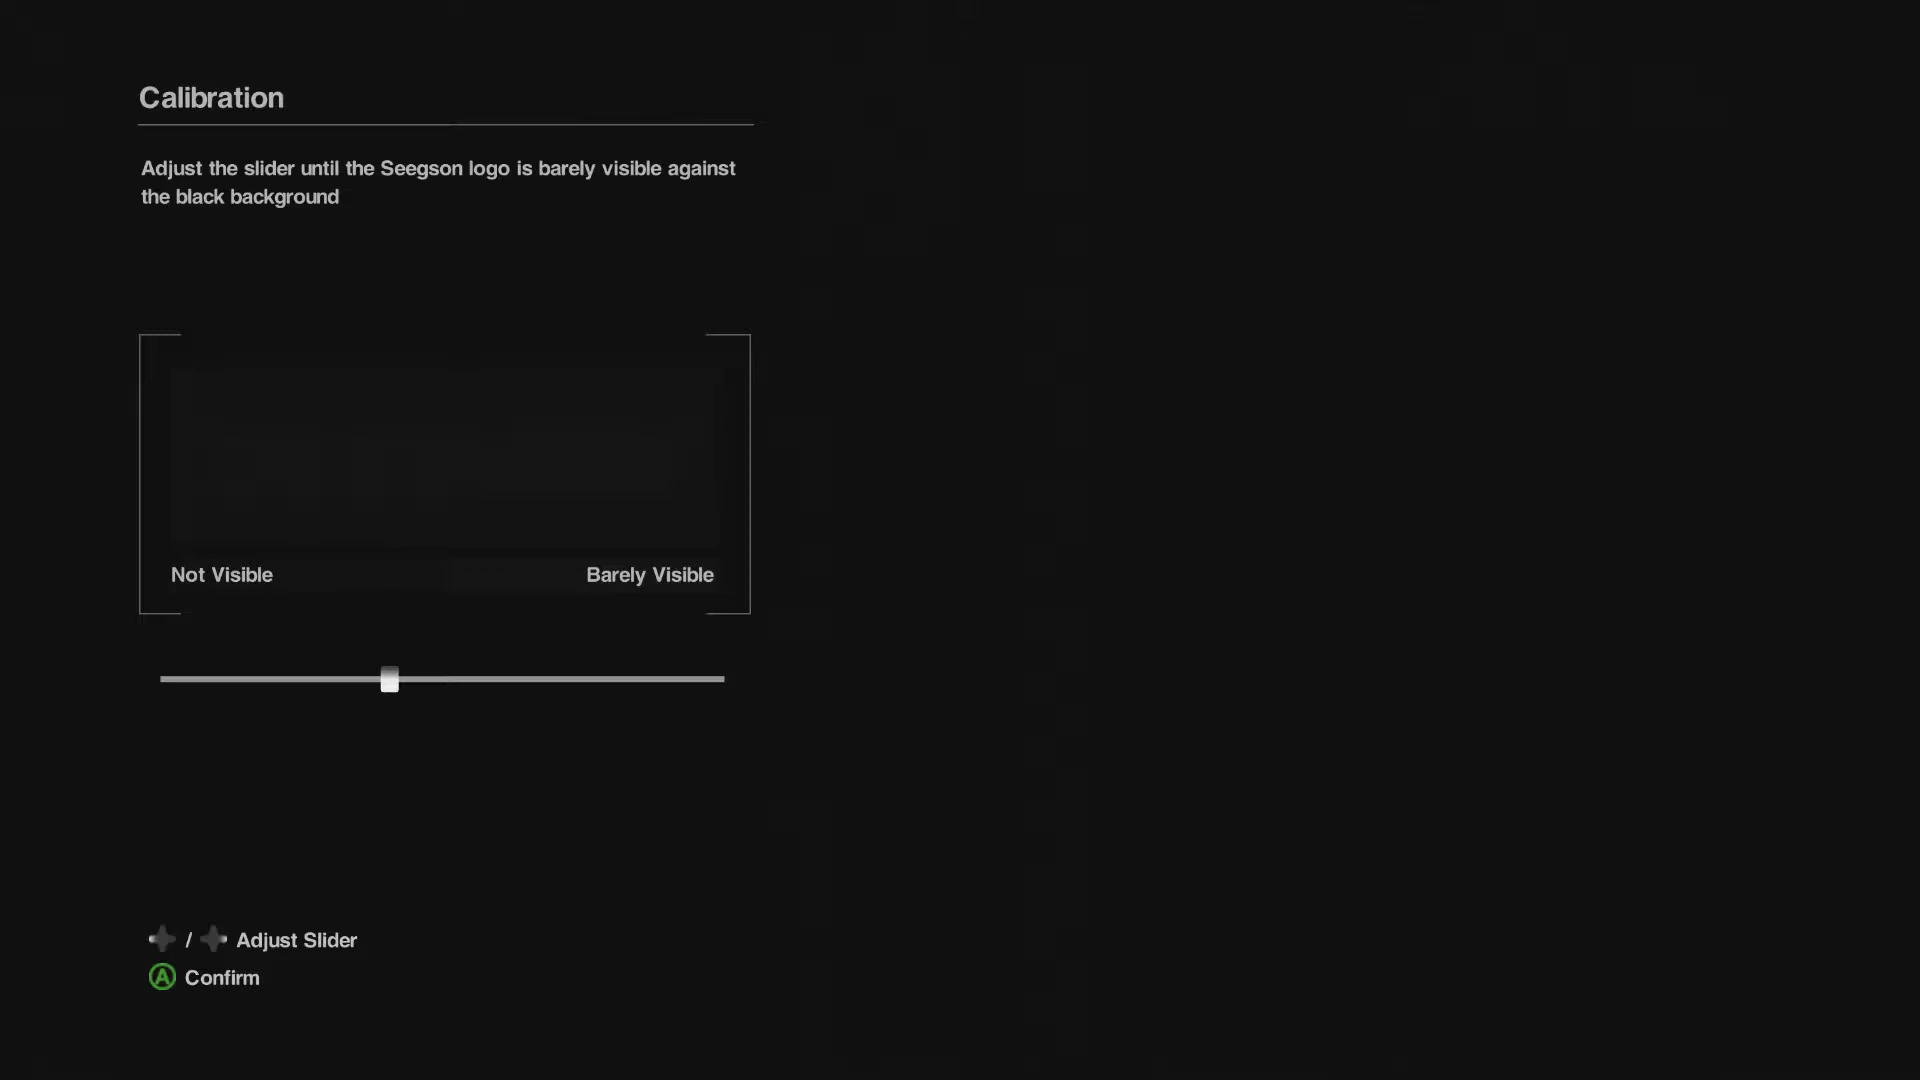 Calibration
Adjust the slider until the Seegson logo is barely visible against
the black background
Not Visible
Barely Visible
/ Adjust Slider
A Confirm